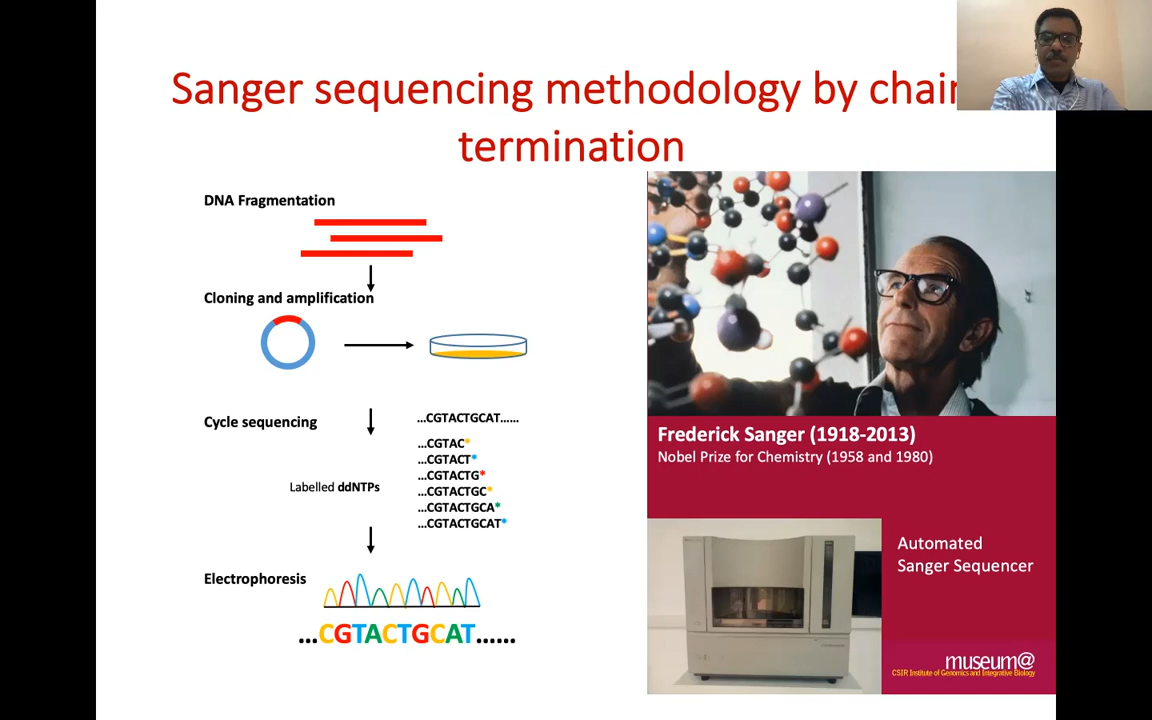 Sanger sequencing methodology by chain
termination
DNA Fragmentation
Cloning and amplification
Cycle sequencing
...CGTACTGCAT......
...CGTAC*
...CGTACT*
...CGTACTG*
...CGTACTGC*
...CGTACTGCA*
...CGTACTGCAT*
Labelled ddNTPs
Electrophoresis
...CGTACTGCAT......
Frederick Sanger (1918-2013)
Nobel Prize for Chemistry (1958 and 1980)
Automated
Sanger Sequencer
museum@
CSIR Institute of Genomics and Integrative Biology